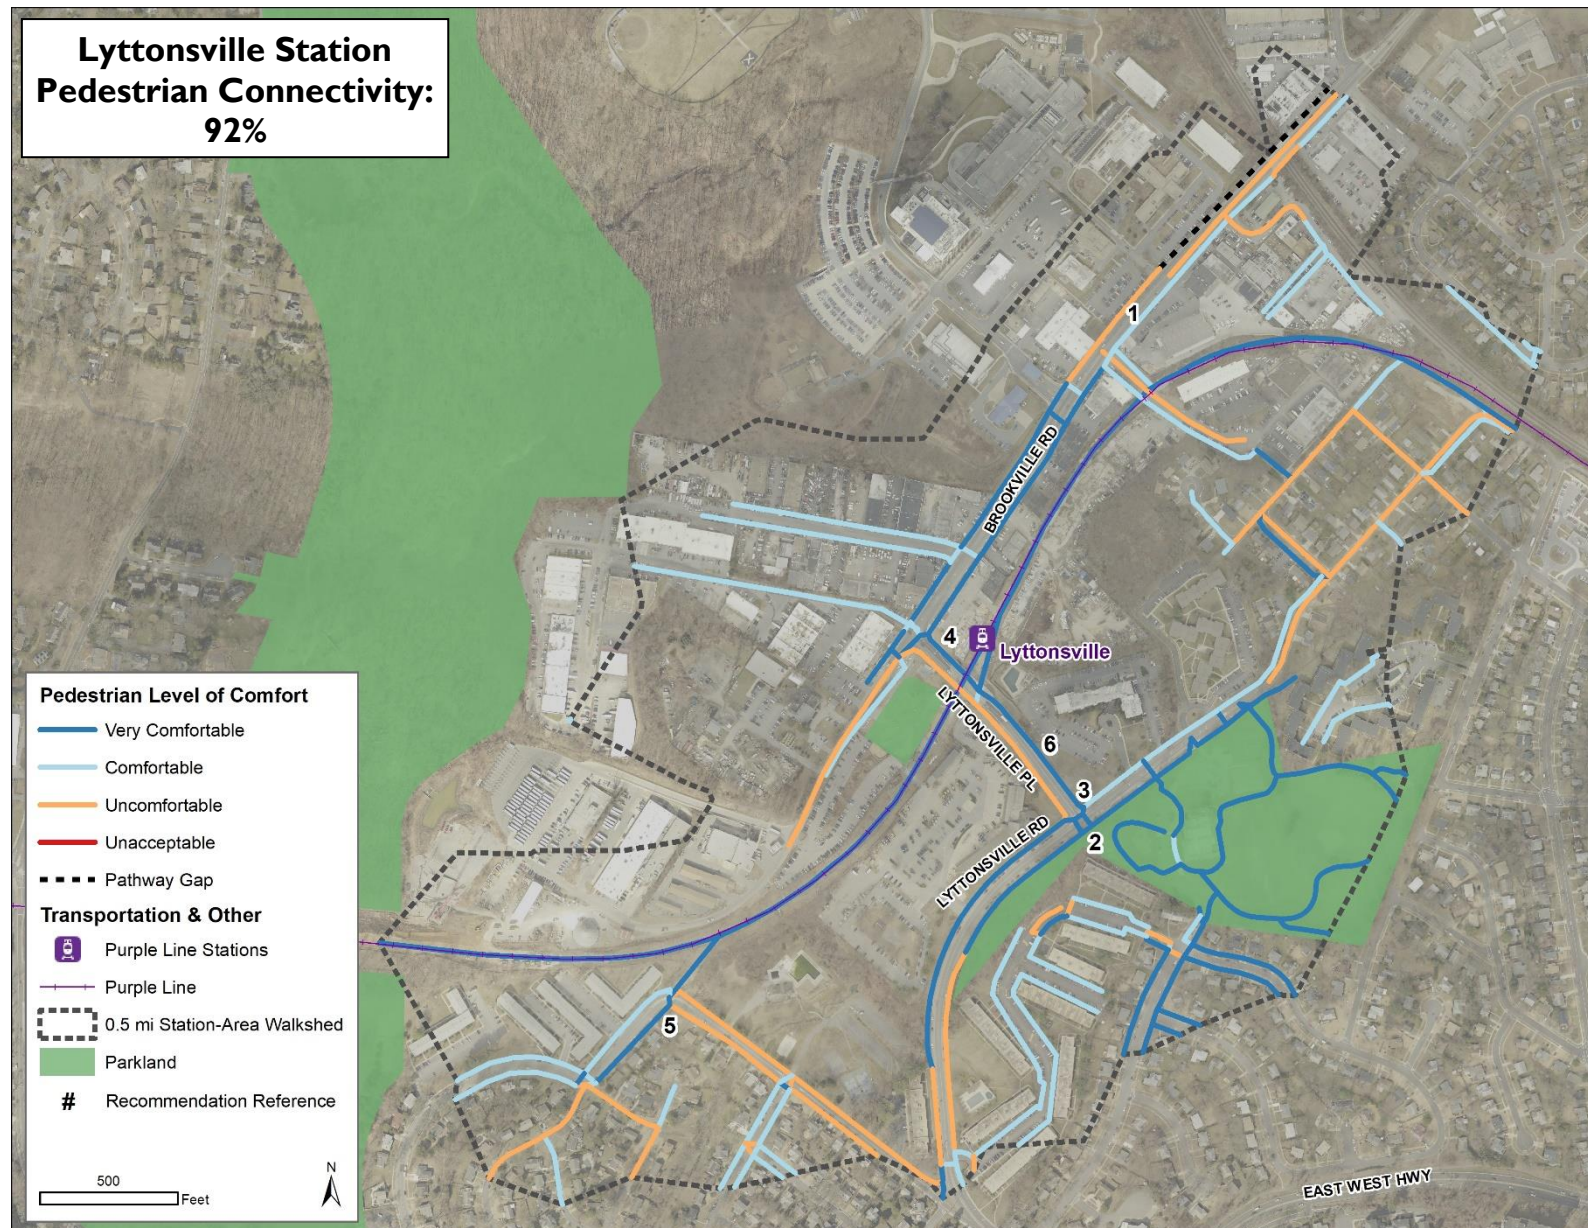 Lyttonsville Station
Pedestrian Connectivity:
92%
1
BROOKVILLE RD
4
Lyttonsville
LYTTONSVILLE PL
6
3
2
LYTTONSVILLE RD
5
EAST WEST HWY
Pedestrian Level of Comfort
Very Comfortable
Comfortable
Uncomfortable
Unacceptable
Pathway Gap
Transportation & Other
Purple Line Stations
Purple Line
0.5 mi Station-Area Walkshed
Parkland
# Recommendation Reference
500
Feet
N